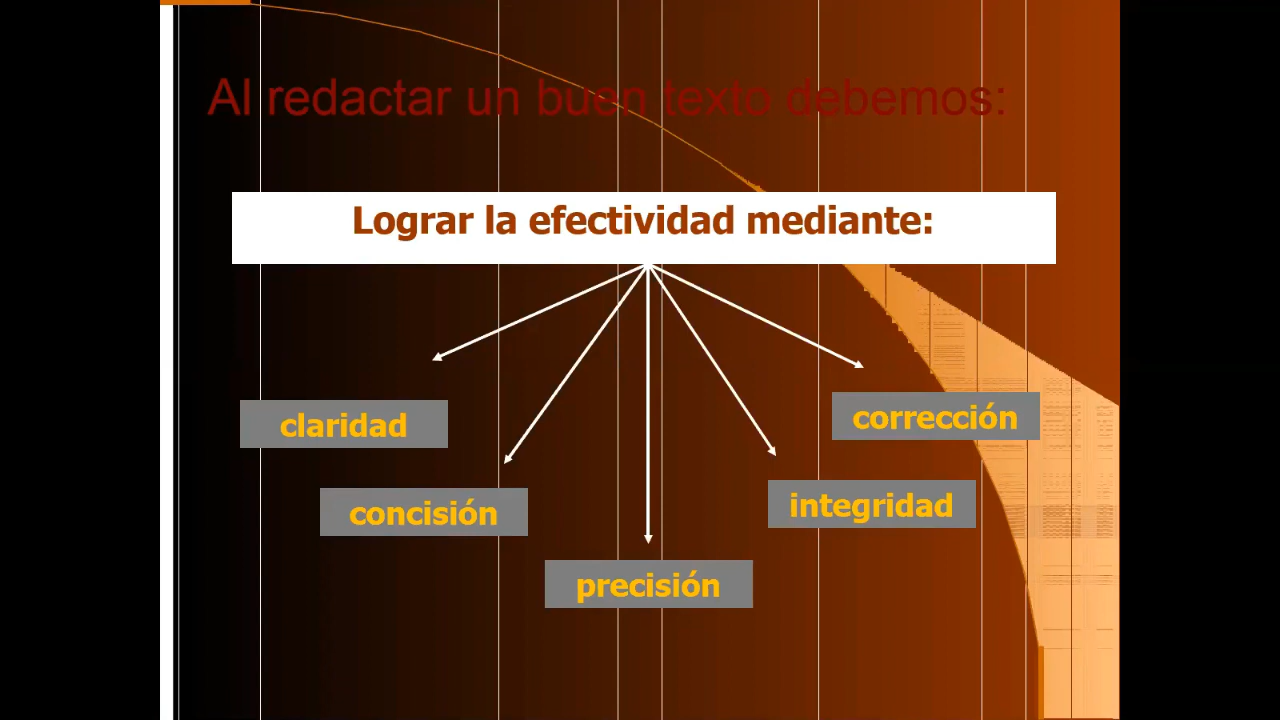 Al redactar un buen texto debemos:
Lograr la efectividad mediante:
claridad
concisión
precisión
integridad
corrección